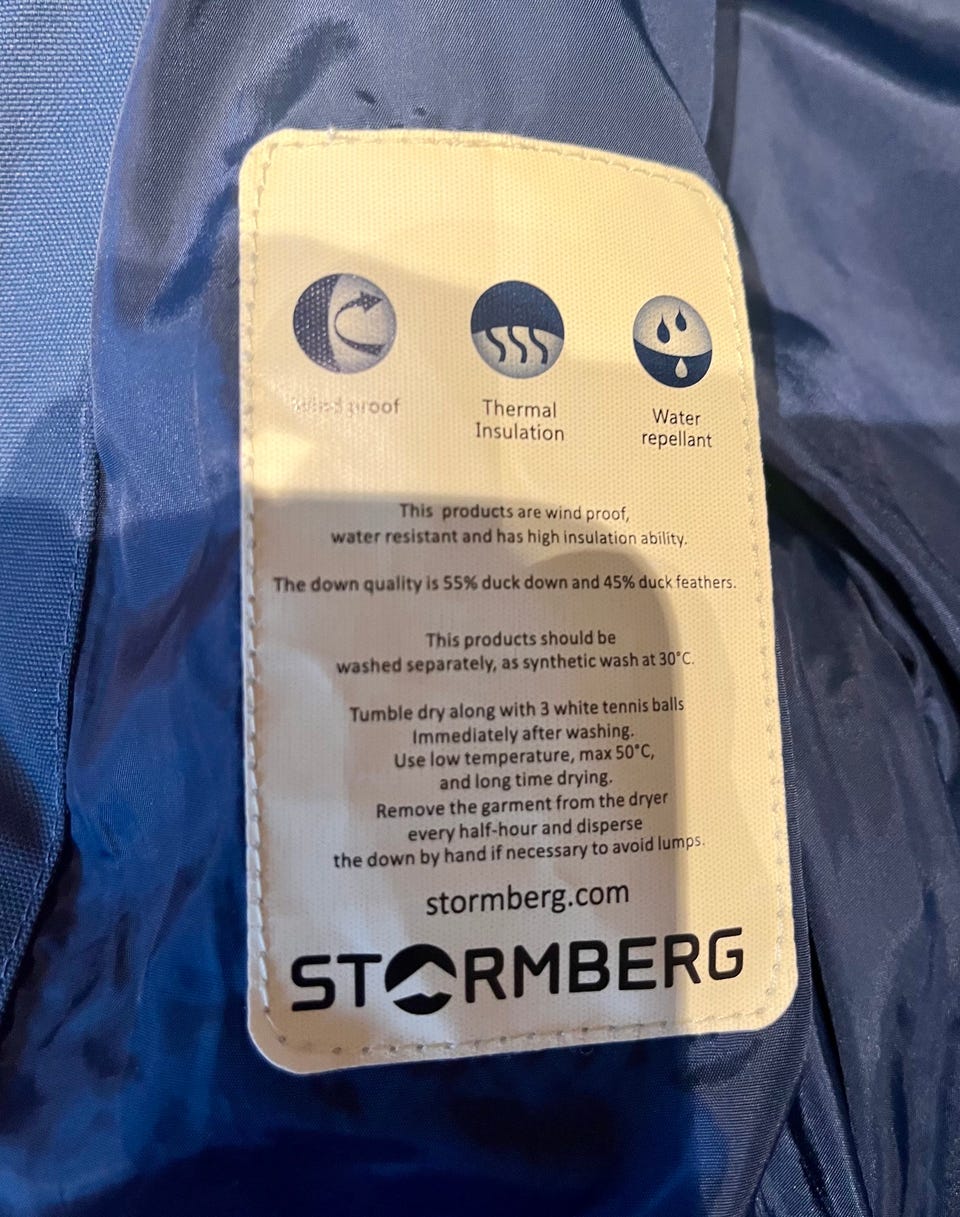 Wind proof
Thermal
Insulation
Water
repellant
This products are wind proof,
water resistant and has high insulation ability.
The down quality is 55% duck down and 45% duck feathers.
This products should be
washed separately, as synthetic wash at 30°C.
Tumble dry along with 3 white tennis balls
Immediately after washing.
Use low temperature, max 50°C,
and long time drying.
Remove the garment from the dryer
every half-hour and disperse
the down by hand if necessary to avoid lumps.
stormberg.com
STORMBERG